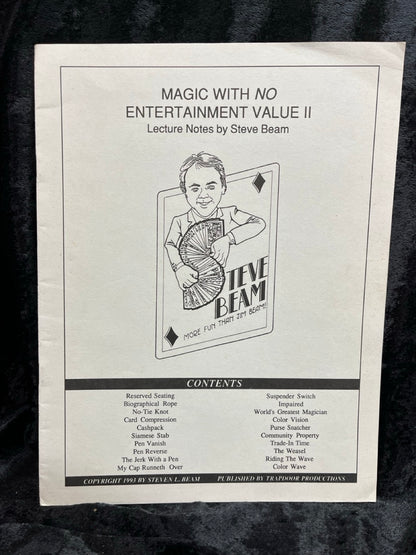 MAGIC WITH NO
ENTERTAINMENT VALUE II
Lecture Notes by Steve Beam
STEVE
BEAM
MORE FUN THAN JIM BEAM!
CONTENTS
Reserved Seating
Biographical Rope
No-Tie Knot
Card Compression
Cashpack
Siamese Stab
Pen Vanish
Pen Reverse
The Jerk With a Pen
My Cap Runneth Over
Suspender Switch
Impaired
World's Greatest Magician
Color Vision
Purse Snatcher
Community Property
Trade-In Time
The Weasel
Riding The Wave
Color Wave
COPYRIGHT 1993 BY STEVEN L. BEAM PUBLISHED BY TRAPDOOR PRODUCTIONS